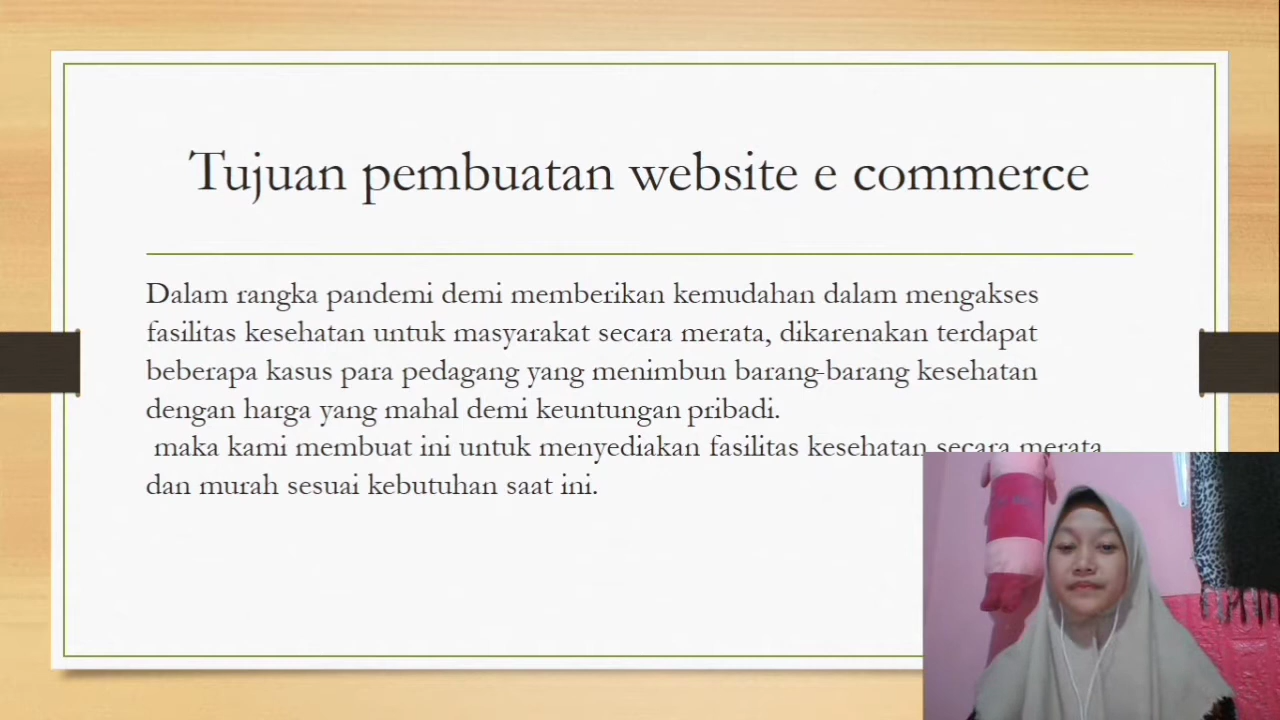 Tujuan pembuatan website e commerce
Dalam rangka pandemi demi memberikan kemudahan dalam mengakses
fasilitas kesehatan untuk masyarakat secara merata, dikarenakan terdapat
beberapa kasus para pedagang yang menimbun barang-barang kesehatan
dengan harga yang mahal demi keuntungan pribadi.
maka kami membuat ini untuk menyediakan fasilitas kesehatan secara merata
dan murah sesuai kebutuhan saat ini.